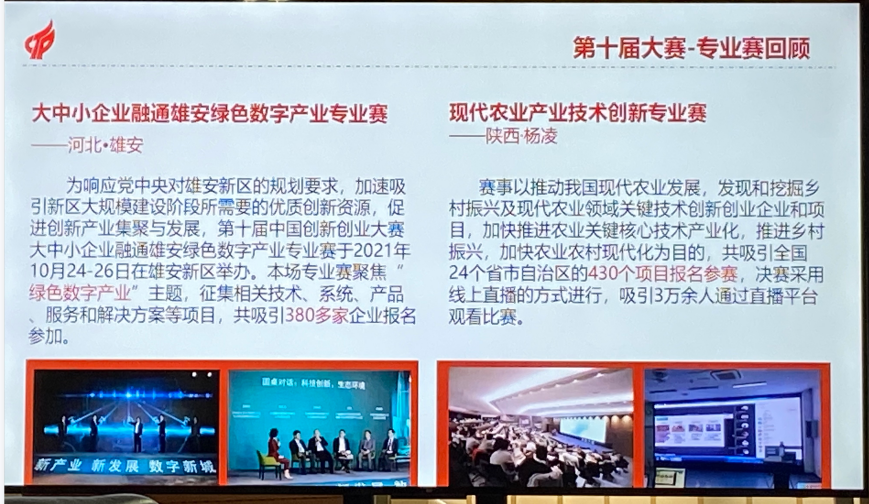 第十届大赛-专业赛回顾
大中小企业融通雄安绿色数字产业专业赛
——河北•雄安
为响应党中央对雄安新区的规划要求，加速吸
引新区大规模建设阶段所需要的优质创新资源，促
进创新产业集聚与发展，第十届中国创新创业大赛
大中小企业融通雄安绿色数字产业专业赛于2021年
10月24-26日在雄安新区举办。本场专业赛聚焦“
绿色数字产业”主题，征集相关技术、系统、产品
、服务和解决方案等项目，共吸引380多家企业报名
参加。
现代农业产业技术创新专业赛
——陕西·杨凌
赛事以推动我国现代农业发展，发现和挖掘乡
村振兴及现代农业领域关键技术创新创业企业和项
目，加快推进农业关键核心技术产业化，推进乡村
振兴，加快农业农村现代化为目的，共吸引全国
24个省市自治区的430个项目报名参赛，决赛采用
线上直播的方式进行，吸引3万余人通过直播平台
观看比赛。
新产业 新发展 数字新城
圆桌对话：科技创新，生态环境